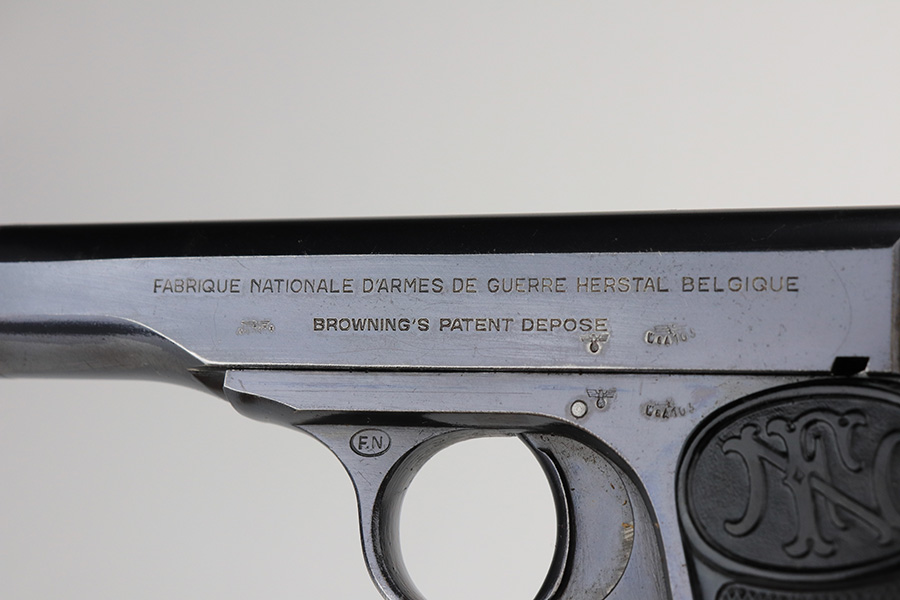 FABRIQUE NATIONALE D'ARMES DE GUERRE HERSTAL BELGIQUE
BROWNING'S PATENT DEPOSE
F.N.
FN